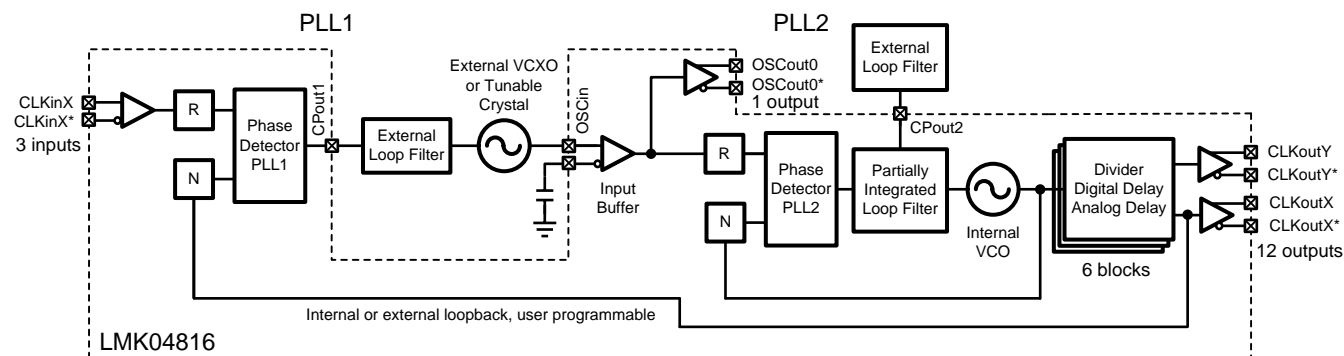 PLL1
PLL2
External VCXO
or Tunable
Crystal
External
Loop Filter
OSCout0
OSCout0*
1 output
CLKinX
CLKinX*
3 inputs
R
N
Phase
Detector
PLL1
CPout1
External
Loop Filter
OSCin
Input
Buffer
R
N
Phase
Detector
PLL2
CPout2
Partially
Integrated
Loop Filter
Internal
VCO
Divider
Digital Delay
Analog Delay
6 blocks
CLKoutY
CLKoutY*
CLKoutX
CLKoutX*
12 outputs
Internal or external loopback, user programmable
LMK04816